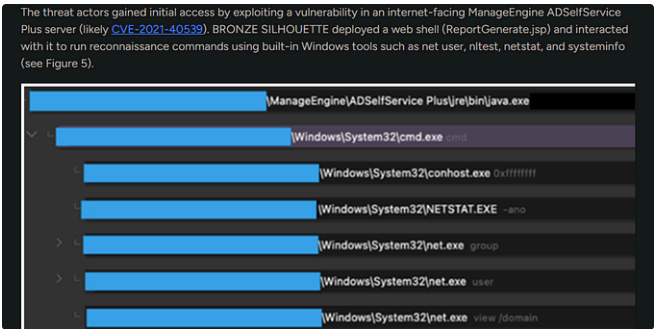 The threat actors gained initial access by exploiting a vulnerability in an internet-facing ManageEngine ADSelfService
Plus server (likely CVE-2021-40539). BRONZE SILHOUETTE deployed a web shell (ReportGenerate.jsp) and interacted
with it to run reconnaissance commands using built-in Windows tools such as net user, nltest, netstat, and systeminfo
(see Figure 5).
\ManageEngine\ADSelfService Plus\jre\bin\java.exe
\Windows\System32\cmd.exe cmd
\Windows\System32\conhost.exe 0xffffffff
\Windows\System32\NETSTAT.EXE -ano
\Windows\System32\net.exe group
\Windows\System32\net.exe user
\Windows\System32\net.exe view /domain